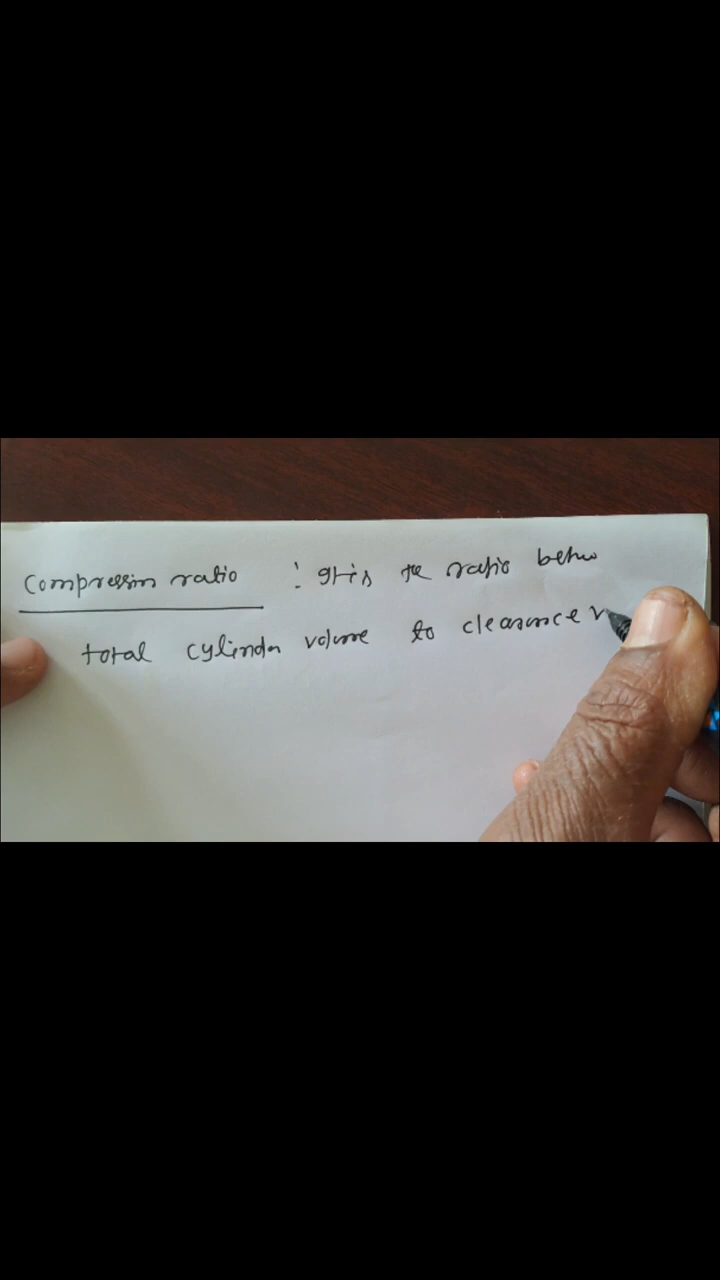 Compression ratio : It is the ratio betw
total cylinder volume to clearance v